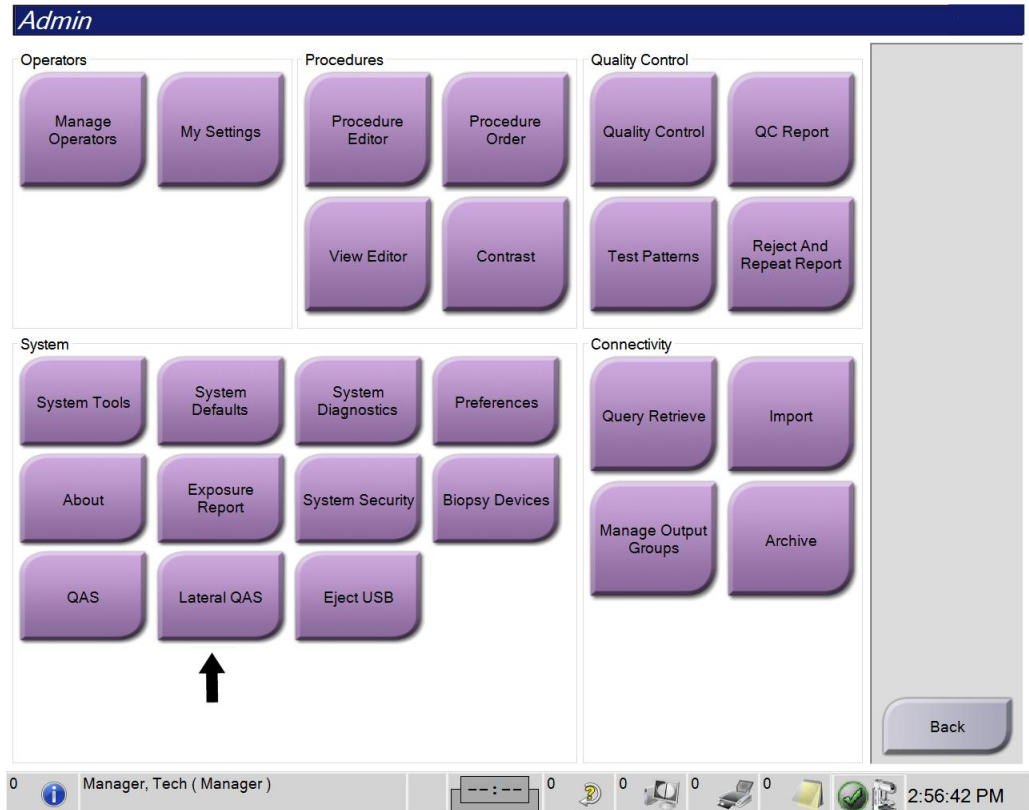 Admin
Operators
Manage
Operators
My Settings
Procedures
Procedure
Editor
Procedure
Order
View Editor
Contrast
Quality Control
Quality Control
QC Report
Test Patterns
Reject And
Repeat Report
System
System Tools
System
Defaults
System
Diagnostics
Preferences
About
Exposure
Report
System Security
Biopsy Devices
QAS
Lateral QAS
Eject USB
Connectivity
Query Retrieve
Import
Manage Output
Groups
Archive
Back
0
Manager, Tech ( Manager )
--:--
0
0
0
0
2:56:42 PM